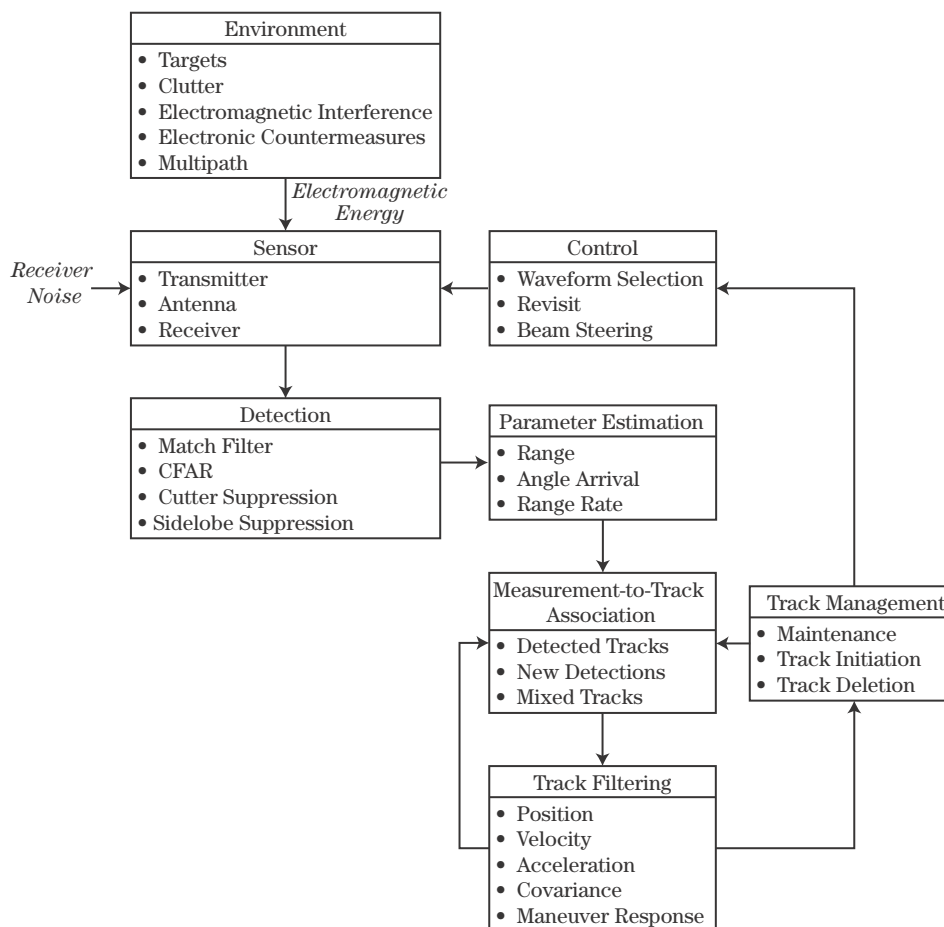 Environment
• Targets
• Clutter
• Electromagnetic Interference
• Electronic Countermeasures
• Multipath
Electromagnetic
Energy
Receiver
Noise
Sensor
• Transmitter
• Antenna
• Receiver
Control
• Waveform Selection
• Revisit
• Beam Steering
Detection
• Match Filter
• CFAR
• Cutter Suppression
• Sidelobe Suppression
Parameter Estimation
• Range
• Angle Arrival
• Range Rate
Measurement-to-Track
Association
• Detected Tracks
• New Detections
• Mixed Tracks
Track Management
• Maintenance
• Track Initiation
• Track Deletion
Track Filtering
• Position
• Velocity
• Acceleration
• Covariance
• Maneuver Response